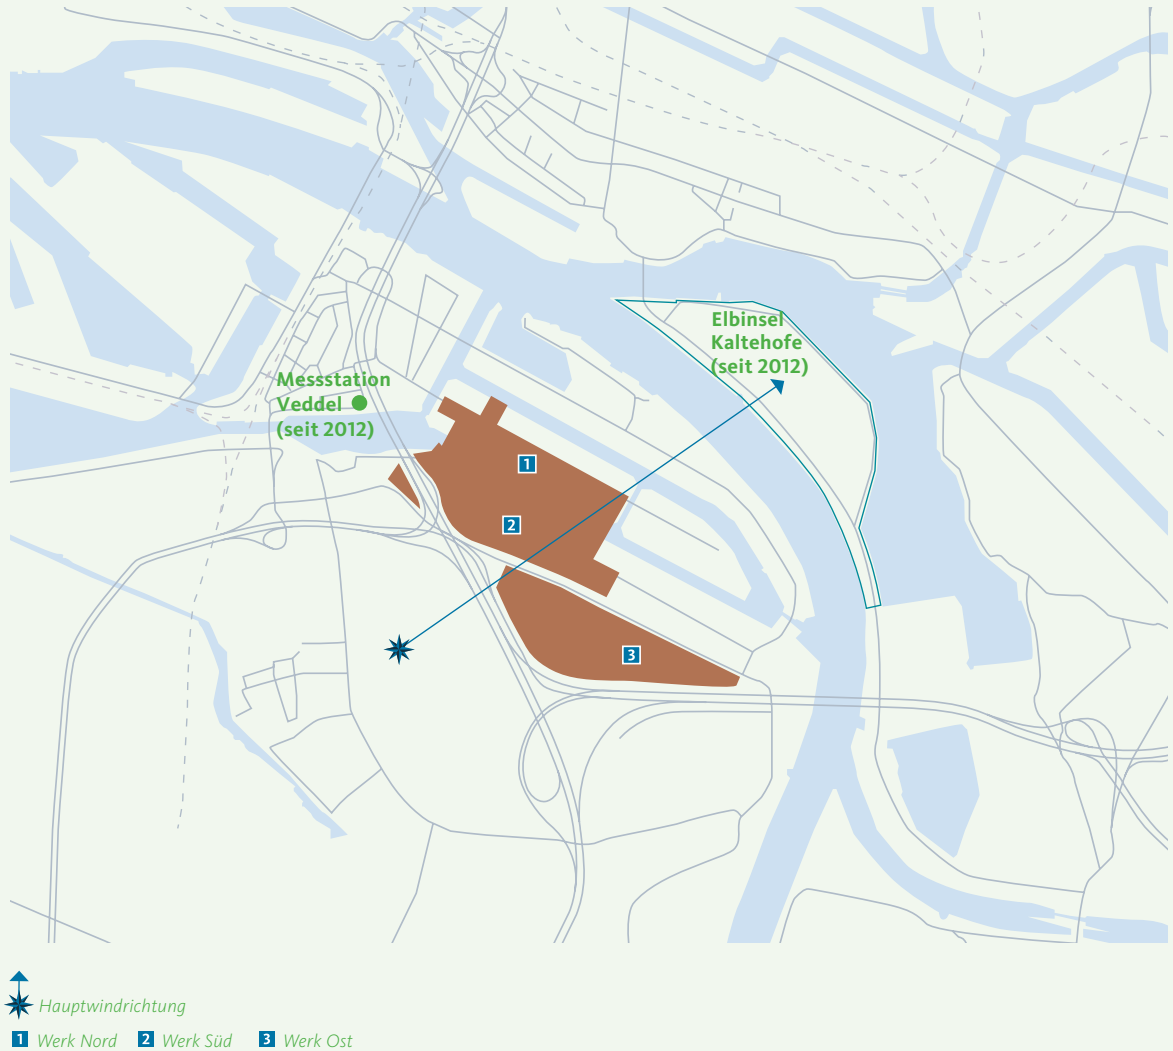 Elbinsel
Kaltehofe
(seit 2012)
Messstation
Veddel
(seit 2012)
1
2
3
Hauptwindrichtung
1 Werk Nord 2 Werk Süd 3 Werk Ost